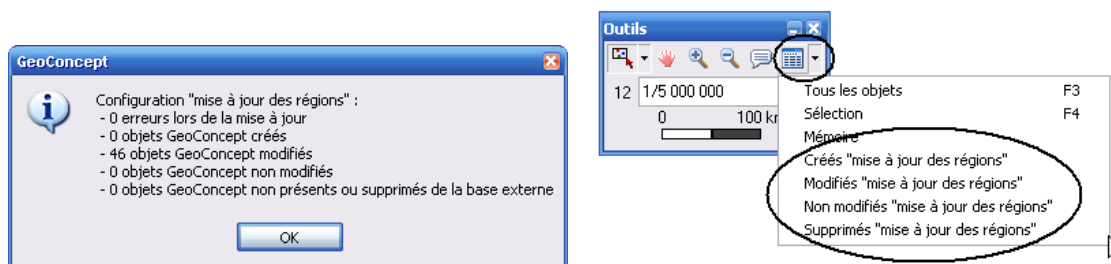 GeoConcept
Configuration "mise à jour des régions" :
- 0 erreurs lors de la mise à jour
- 0 objets GeoConcept créés
- 46 objets GeoConcept modifiés
- 0 objets GeoConcept non modifiés
- 0 objets GeoConcept non présents ou supprimés de la base externe
OK
Outils
12 1/5 000 000
0 100 kr
Tous les objets F3
Sélection F4
Mémoire
Créés "mise à jour des régions"
Modifiés "mise à jour des régions"
Non modifiés "mise à jour des régions"
Supprimés "mise à jour des régions"